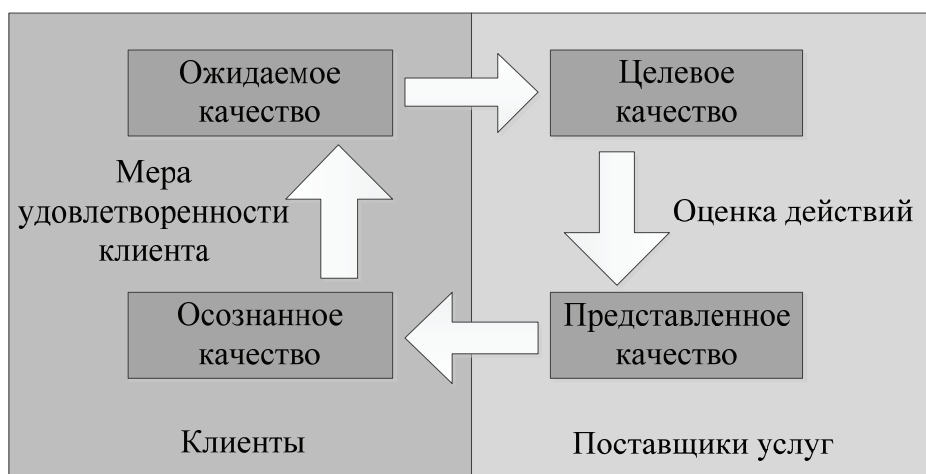 Ожидаемое
качество
Целевое
качество
Мера
удовлетворенности
клиента
Оценка действий
Осознанное
качество
Представленное
качество
Клиенты
Поставщики услуг